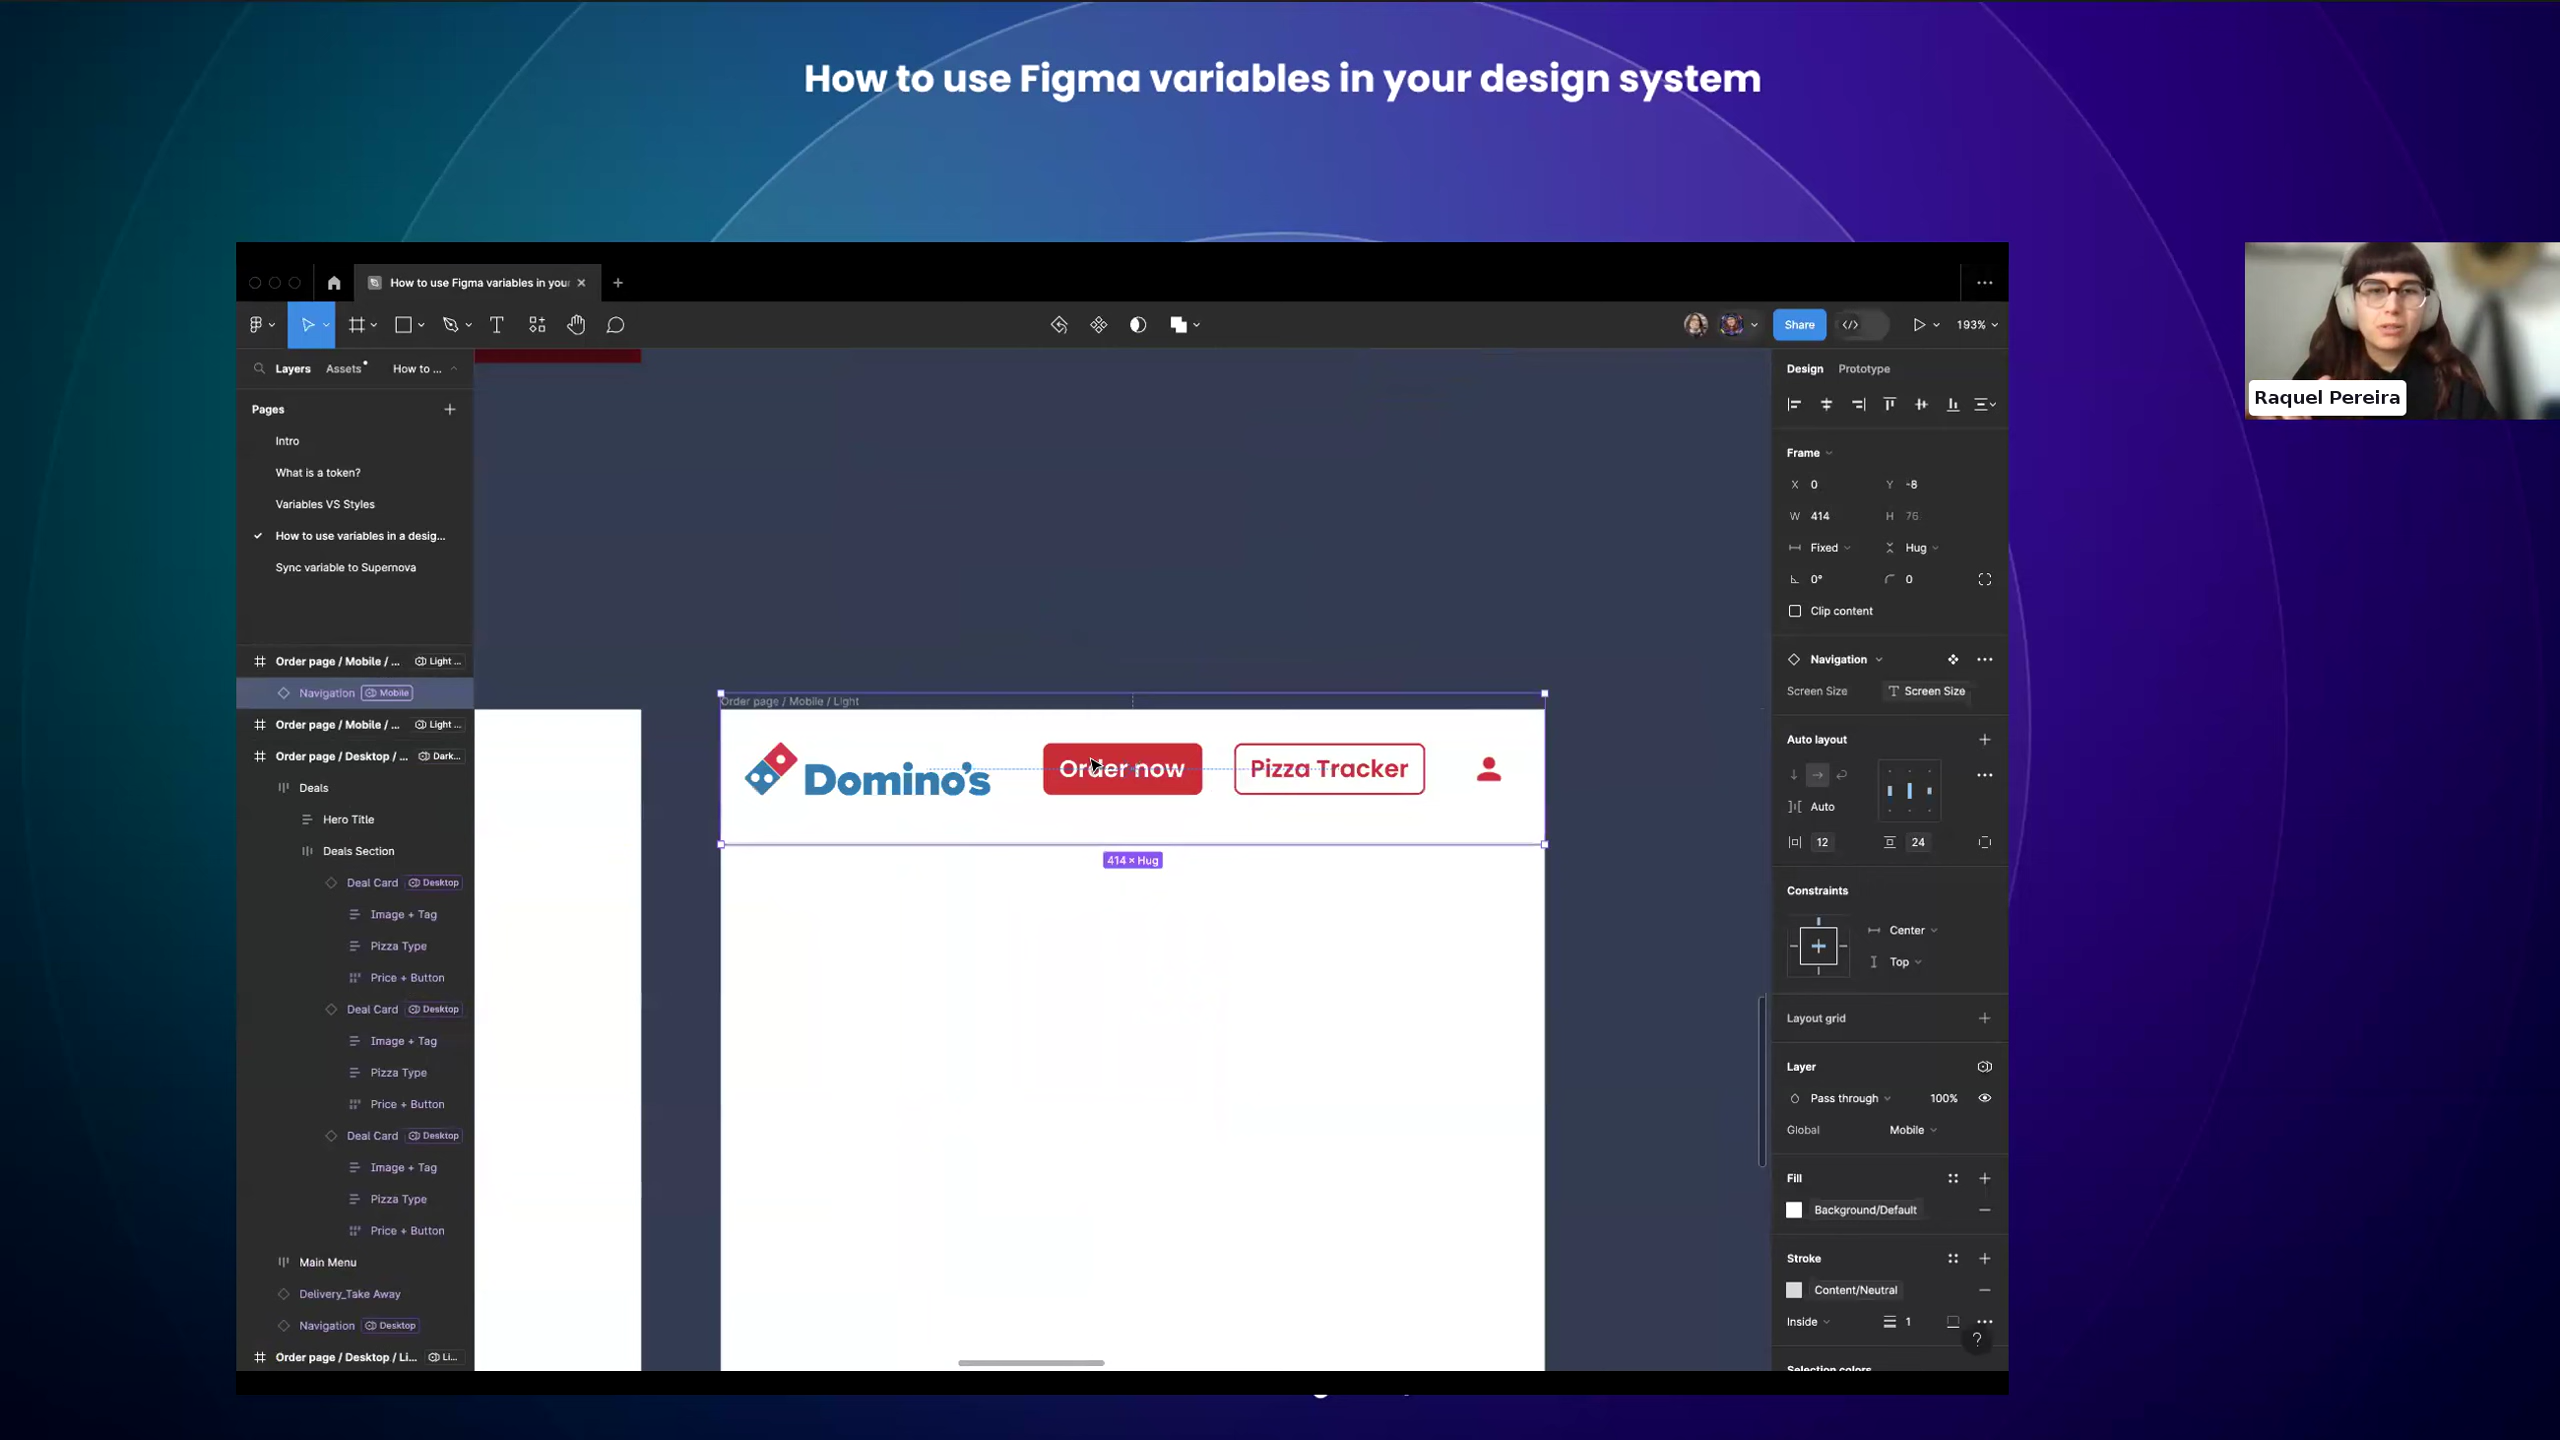 How to use Figma variables in your design system
How to use Figma variables in your
Share
193%
Layers
Assets
How to ...
Pages
Intro
What is a token?
Variables VS Styles
How to use variables in a desig...
Sync variable to Supernova
Order page / Mobile / ...
Light ...
Navigation
Mobile
Order page / Mobile / ...
Light ...
Order page / Desktop / ...
Dark...
Deals
Hero Title
Deals Section
Deal Card
Desktop
Image + Tag
Pizza Type
Price + Button
Deal Card
Desktop
Image + Tag
Pizza Type
Price + Button
Deal Card
Desktop
Image + Tag
Pizza Type
Price + Button
Main Menu
Delivery_Take Away
Navigation
Desktop
Order page / Desktop / Li...
Li...
Order page / Mobile / Light
Domino's
Order now
Pizza Tracker
414 × Hug
Design
Prototype
Frame
X 0
Y -8
W 414
H 76
Fixed
Hug
0°
0
Clip content
Navigation
Screen Size
Screen Size
Auto layout
Auto
12
24
Constraints
Center
Top
Layout grid
Layer
Pass through
100%
Global
Mobile
Fill
Background/Default
Stroke
Content/Neutral
Inside
1
?
Selection colors
Raquel Pereira